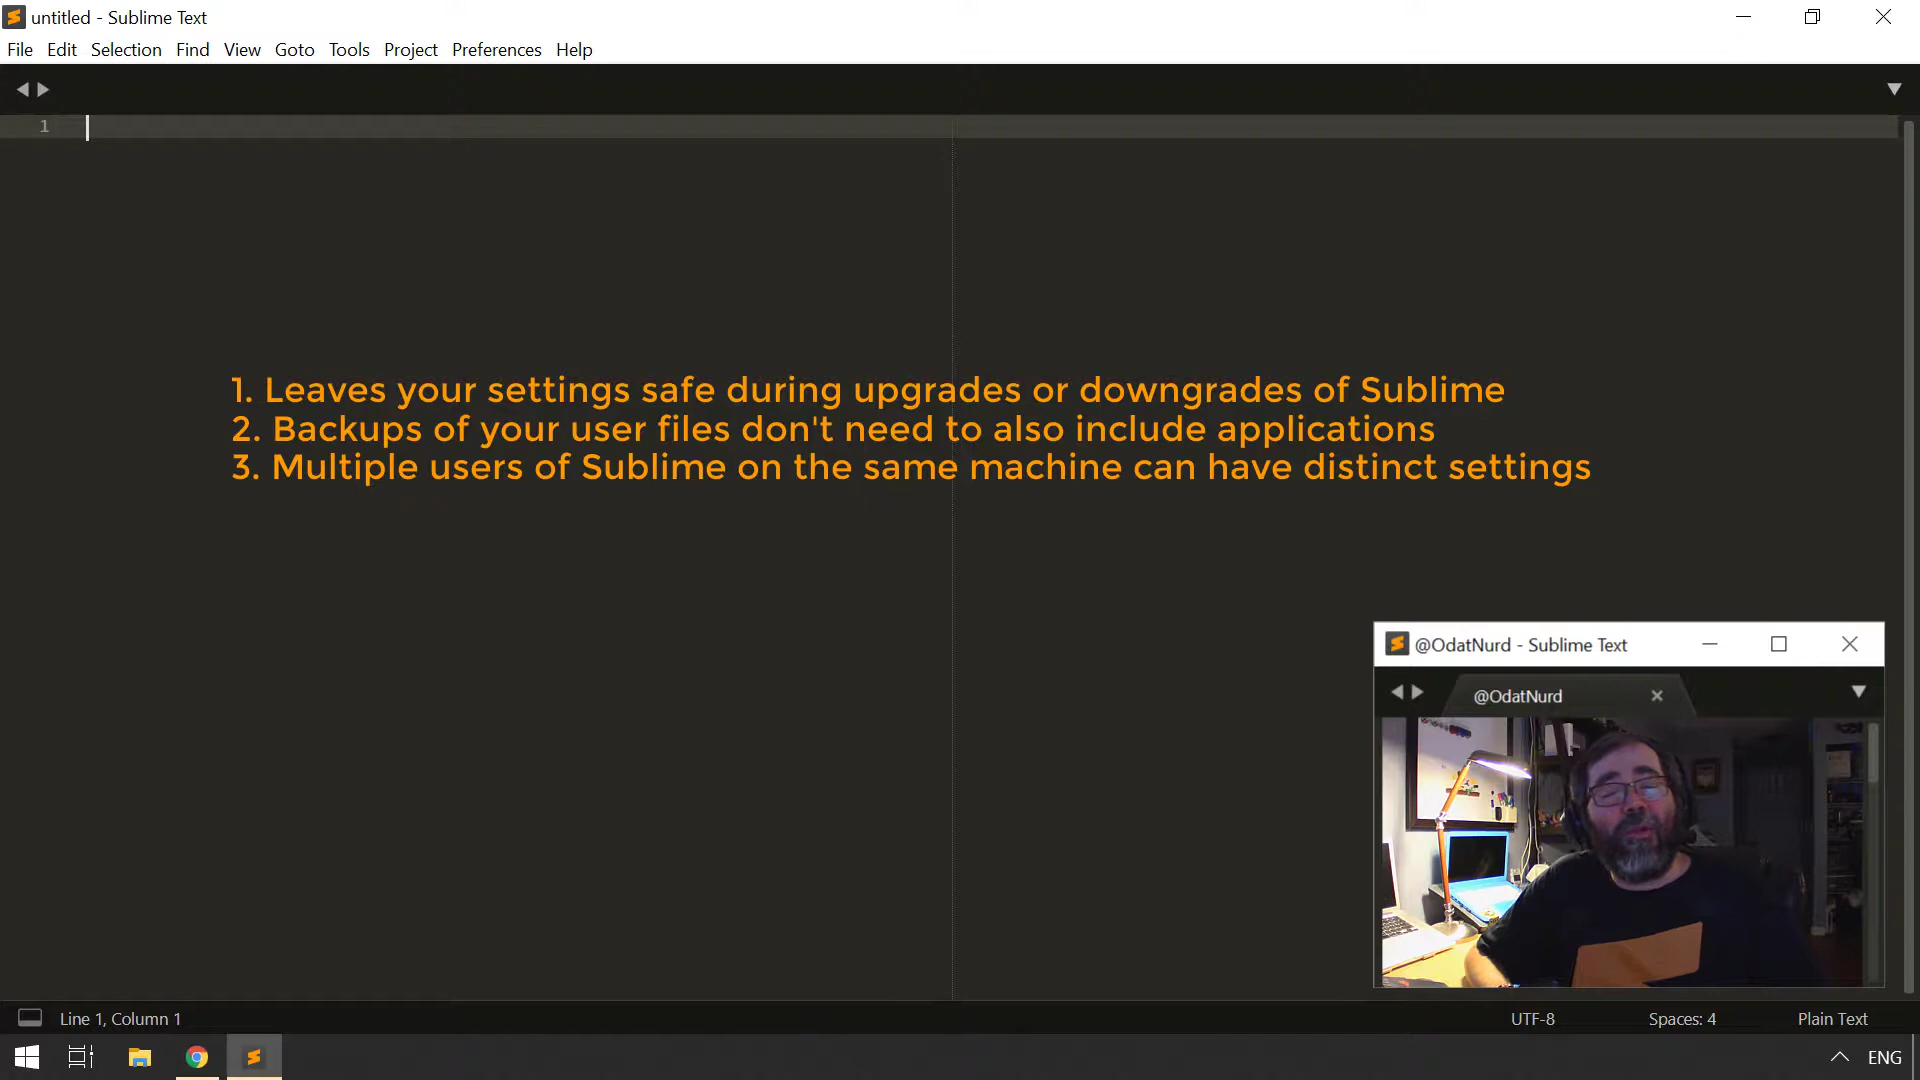 untitled - Sublime Text
File Edit Selection Find View Goto Tools Project Preferences Help
1
1. Leaves your settings safe during upgrades or downgrades of Sublime
2. Backups of your user files don't need to also include applications
3. Multiple users of Sublime on the same machine can have distinct settings
@OdatNurd - Sublime Text
@OdatNurd
Line 1, Column 1 UTF-8 Spaces: 4 Plain Text
ENG